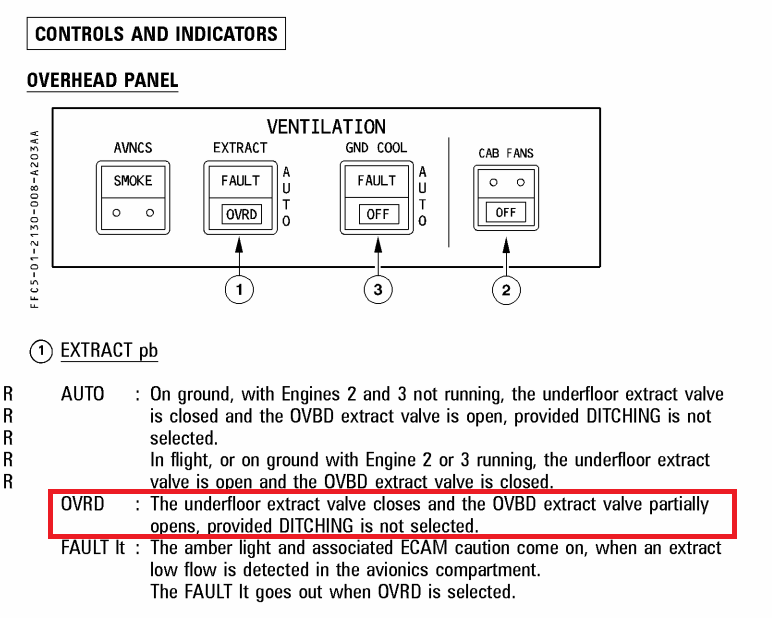 CONTROLS AND INDICATORS
OVERHEAD PANEL
FFC5-01-2130-008-A203AA
VENTILATION
AVNCS EXTRACT GND COOL CAB FANS
SMOKE FAULT AUTO FAULT AUTO
OVRD OFF OFF
1 3 2
1 EXTRACT pb
R AUTO : On ground, with Engines 2 and 3 not running, the underfloor extract valve
R is closed and the OVBD extract valve is open, provided DITCHING is not
R selected.
R In flight, or on ground with Engine 2 or 3 running, the underfloor extract
R valve is open and the OVBD extract valve is closed.
OVRD : The underfloor extract valve closes and the OVBD extract valve partially
opens, provided DITCHING is not selected.
FAULT lt : The amber light and associated ECAM caution come on, when an extract
low flow is detected in the avionics compartment.
The FAULT lt goes out when OVRD is selected.